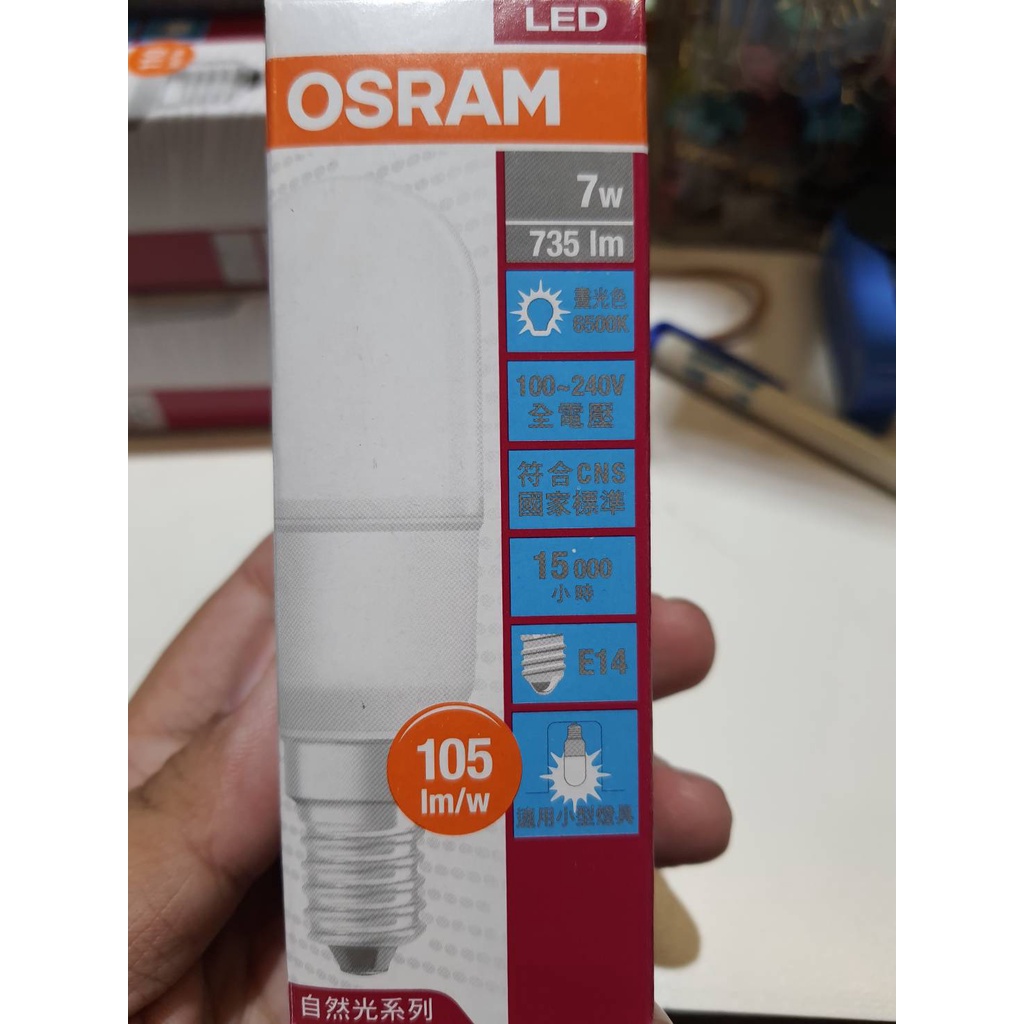 LED
OSRAM
7w
735 lm
晝光色
6500K
100~240V
全電壓
符合CNS
國家標準
15 000
小時
E14
105
lm/w
適用小型燈具
自然光系列